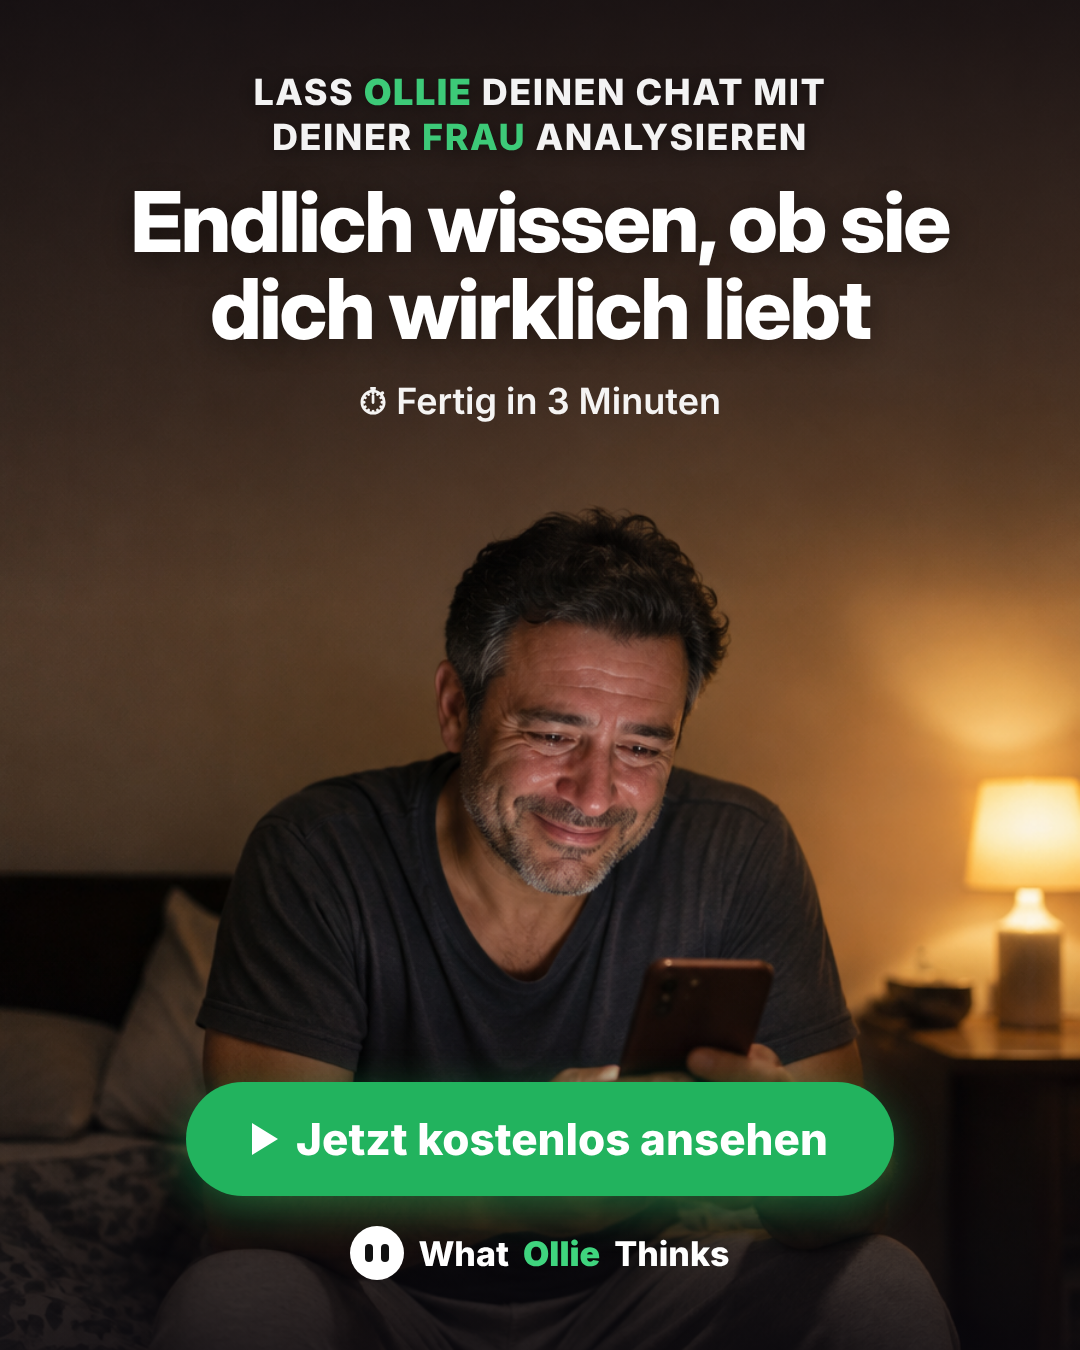 LASS OLLIE DEINEN CHAT MIT
DEINER FRAU ANALYSIEREN
Endlich wissen, ob sie
dich wirklich liebt
⏱ Fertig in 3 Minuten
▶ Jetzt kostenlos ansehen
What Ollie Thinks